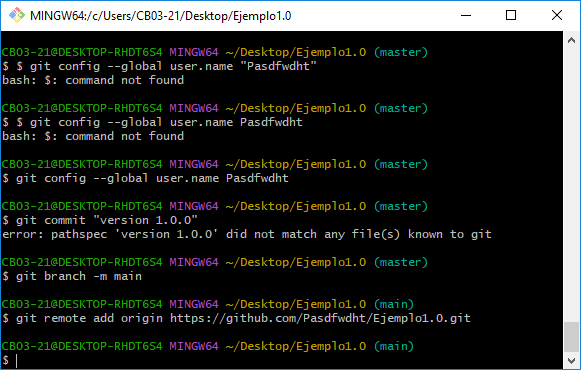 MINGW64:/c/Users/CB03-21/Desktop/Ejemplo1.0
CB03-21@DESKTOP-RHDT6S4 MINGW64 ~/Desktop/Ejemplo1.0 (master)
$ $ git config --global user.name "Pasdfwdht"
bash: $: command not found
CB03-21@DESKTOP-RHDT6S4 MINGW64 ~/Desktop/Ejemplo1.0 (master)
$ $ git config --global user.name Pasdfwdht
bash: $: command not found
CB03-21@DESKTOP-RHDT6S4 MINGW64 ~/Desktop/Ejemplo1.0 (master)
$ git config --global user.name Pasdfwdht
CB03-21@DESKTOP-RHDT6S4 MINGW64 ~/Desktop/Ejemplo1.0 (master)
$ git commit "version 1.0.0"
error: pathspec 'version 1.0.0' did not match any file(s) known to git
CB03-21@DESKTOP-RHDT6S4 MINGW64 ~/Desktop/Ejemplo1.0 (master)
$ git branch -m main
CB03-21@DESKTOP-RHDT6S4 MINGW64 ~/Desktop/Ejemplo1.0 (main)
$ git remote add origin https://github.com/Pasdfwdht/Ejemplo1.0.git
CB03-21@DESKTOP-RHDT6S4 MINGW64 ~/Desktop/Ejemplo1.0 (main)
$